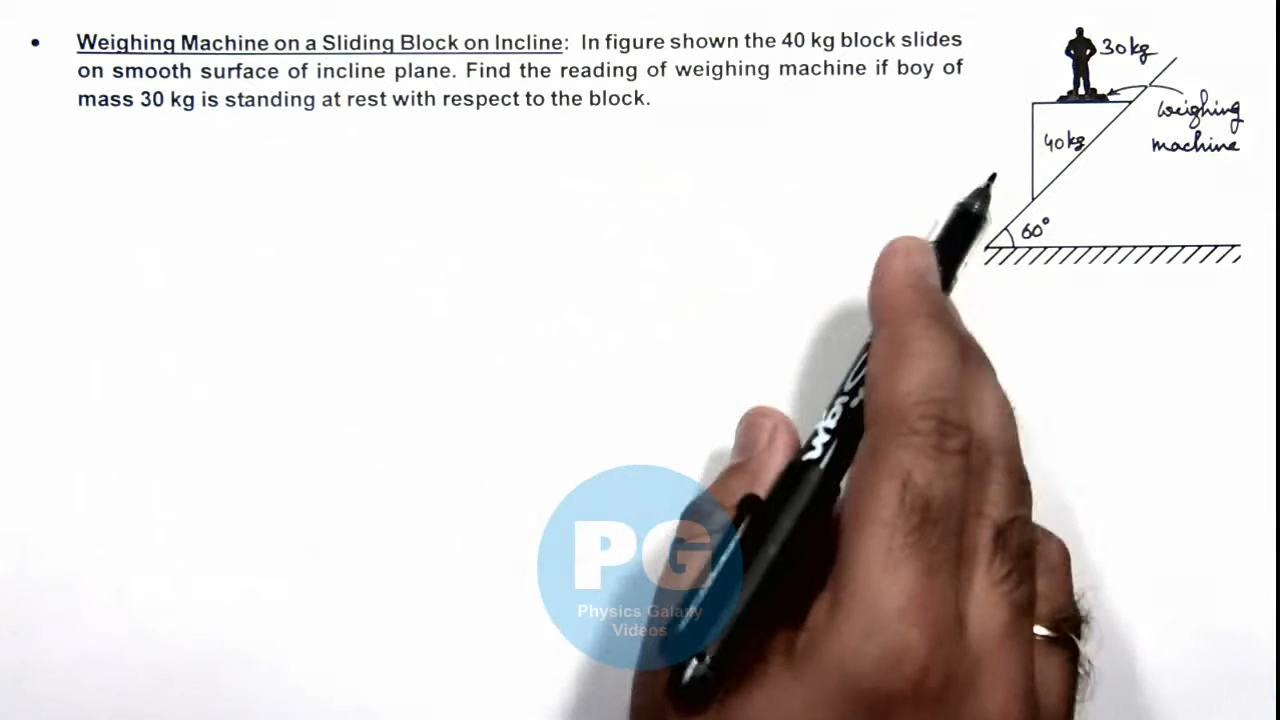 • Weighing Machine on a Sliding Block on Incline: In figure shown the 40 kg block slides
on smooth surface of incline plane. Find the reading of weighing machine if boy of
mass 30 kg is standing at rest with respect to the block.
30kg
weighing
machine
40kg
60°
PG
Physics Galaxy
Videos